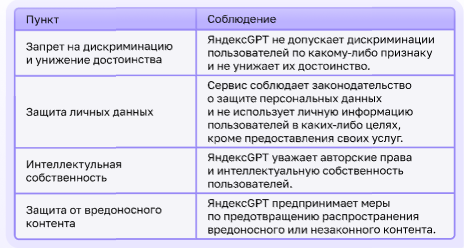 Пункт
Соблюдение
Запрет на дискриминацию
и унижение достоинства
ЯндексGPT не допускает дискриминации
пользователей по какому-либо признаку
и не унижает их достоинство.
Защита личных данных
Сервис соблюдает законодательство
о защите персональных данных
и не использует личную информацию
пользователей в каких-либо целях,
кроме предоставления своих услуг.
Интеллектульная
собственность
ЯндексGPT уважает авторские права
и интеллектуальную собственность
пользователей.
Защита от вредоносного
контента
ЯндексGPT предпринимает меры
по предотвращению распространения
вредоносного или незаконного контента.